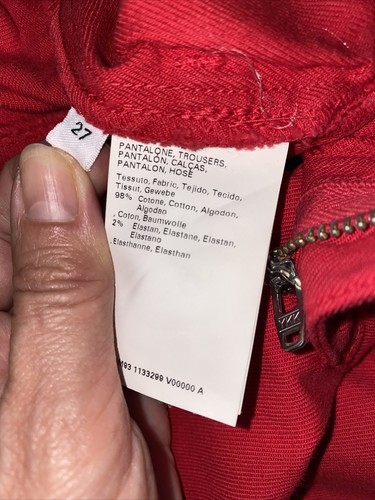 27
PANTALONE, TROUSERS,
PANTALÓN, CALÇAS,
PANTALON, HOSE
Tessuto, Fabric, Tejido, Tecido,
Tissut, Gewebe
98% Cotone, Cotton, Algodon,
Algodao
, Coton, Baumwolle
2% Elastan, Elastane, Elastan,
Elastano
Elasthanne, Elasthan
1133299 V00000 A